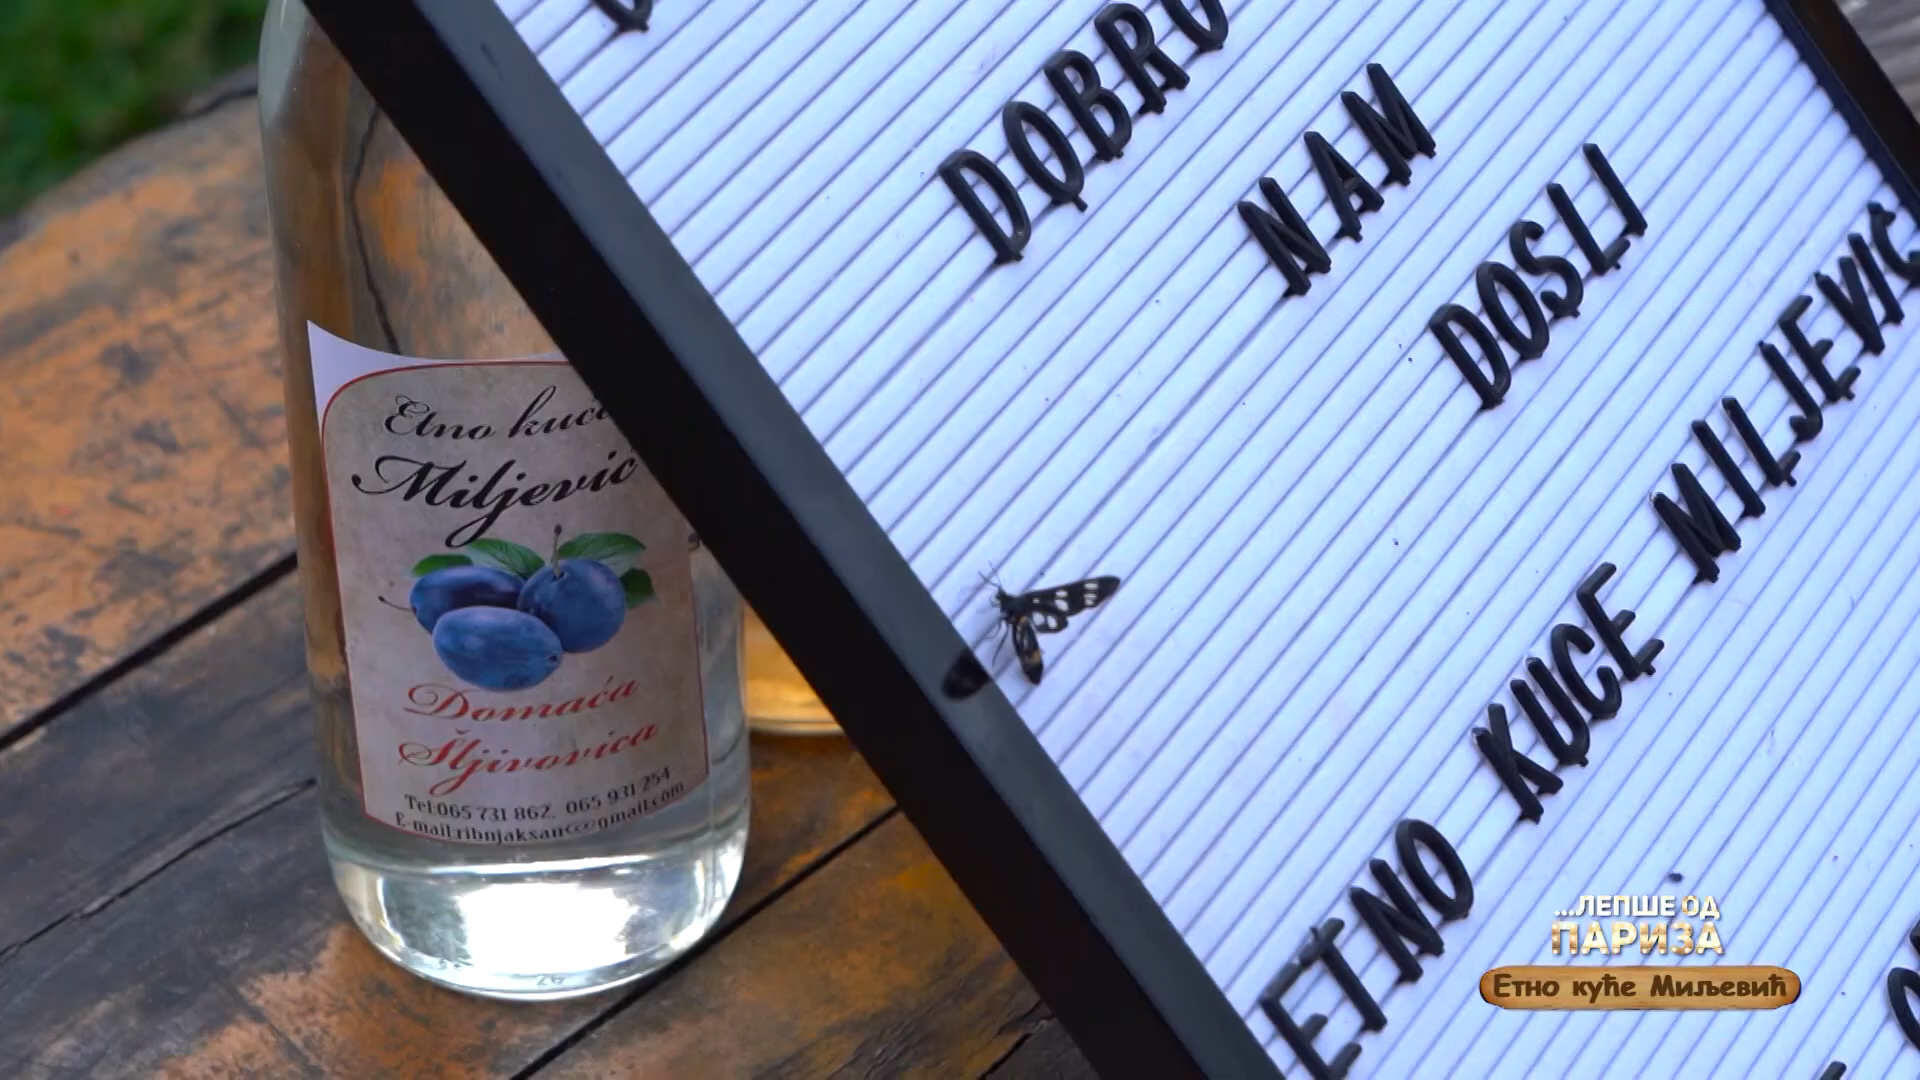 Etno kuće
Miljević
Domaća
Šljivovica
Tel:065 731 862, 065 931 254
E-mail:ribnjaksan@gmail.com
DOBRO
NAM
DOSLI
ETNO KUCE MILJEVIC
...ЛЕПШЕ ОД
ПАРИЗА
Етно куће Миљевић